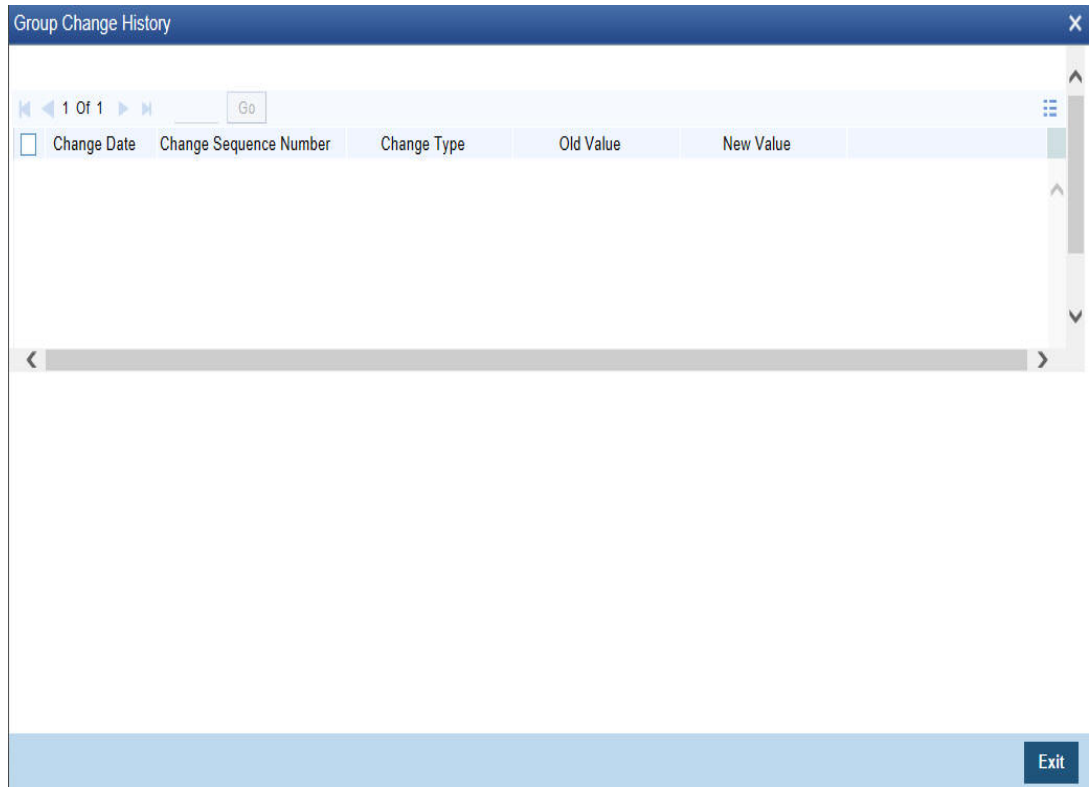 Group Change History
1 Of 1 Go
Change Date Change Sequence Number Change Type Old Value New Value
Exit